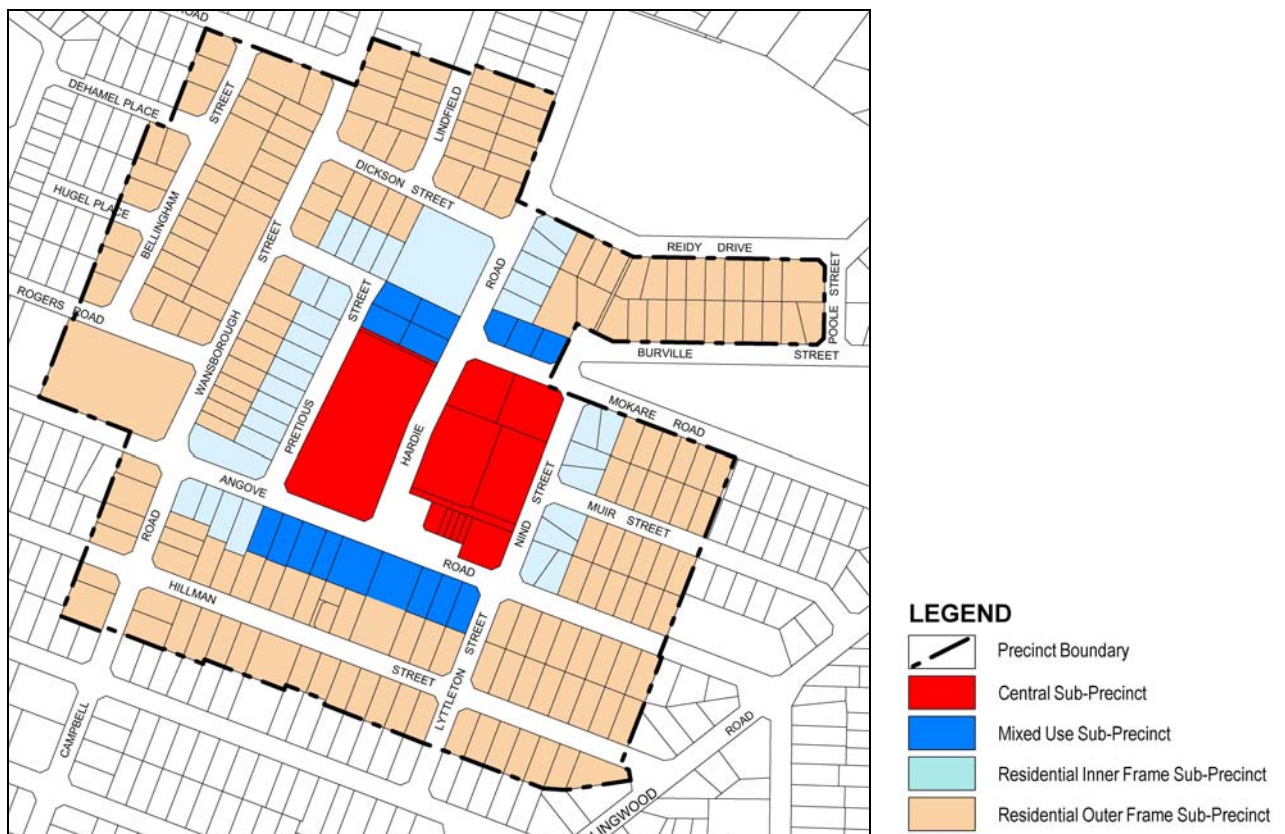 ROAD
DEHAMEL PLACE
STREET
LINDFIELD
DICKSON STREET
HUGEL PLACE
BELLINGHAM
STREET
REIDY DRIVE
ROAD
STREET
POOLE STREET
ROGERS ROAD
WANSBOROUGH
BURVILLE STREET
MOKARE ROAD
PRETIOUS
HARDIE
ANGOVE ROAD
STREET
NIND
MUIR STREET
ROAD
HILLMAN STREET
STREET
LYTTLETON
CAMPBELL
LINGWOOD ROAD
LEGEND
Precinct Boundary
Central Sub-Precinct
Mixed Use Sub-Precinct
Residential Inner Frame Sub-Precinct
Residential Outer Frame Sub-Precinct